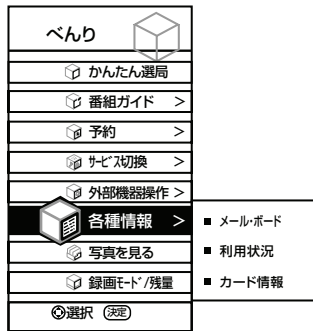 べんり
かんたん選局
番組ガイド >
予約 >
サービス切換 >
外部機器操作 >
各種情報 >
メール・ボード
利用状況
カード情報
写真を見る
録画モード/残量
選択 決定